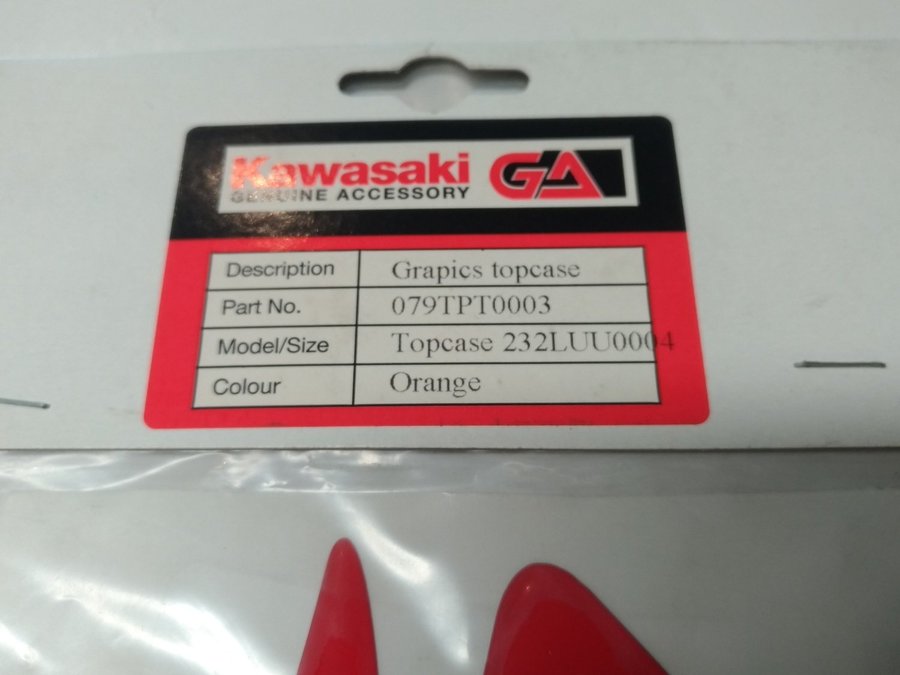 Kawasaki
GENUINE ACCESSORY
GA
Description Grapics topcase
Part No. 079TPT0003
Model/Size Topcase 232LUU0004
Colour Orange